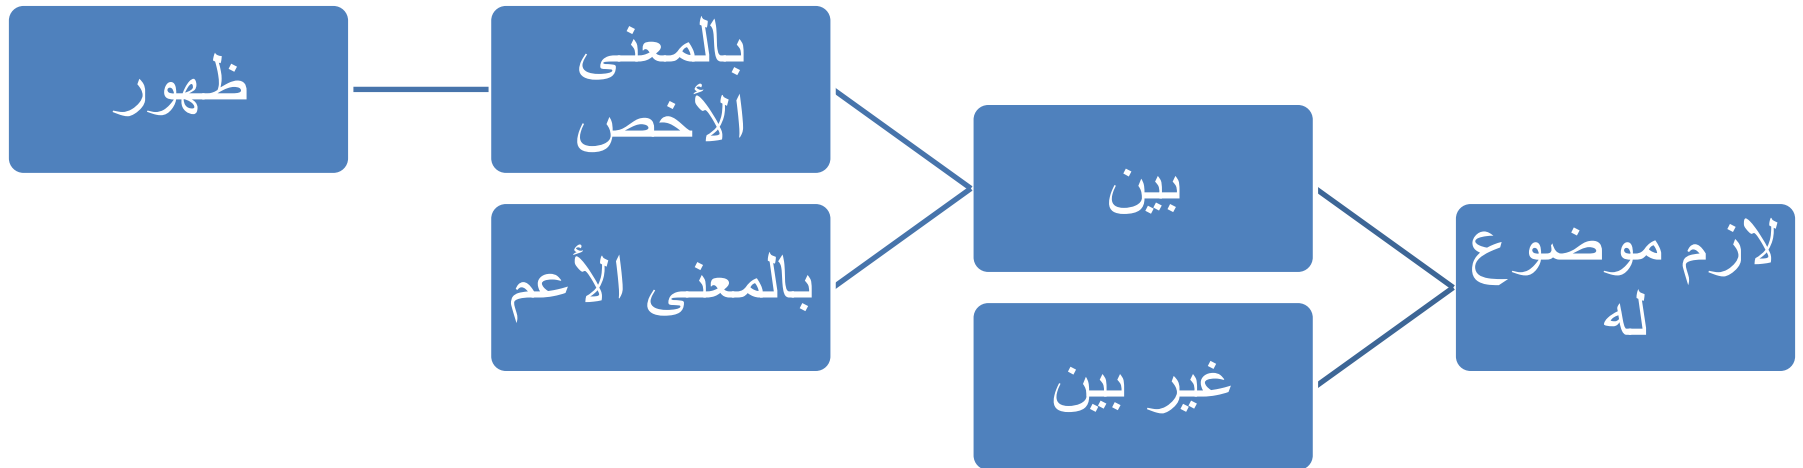 لازم موضوع
له
بين
غير بين
بالمعنى
الأخص
بالمعنى الأعم
ظهور